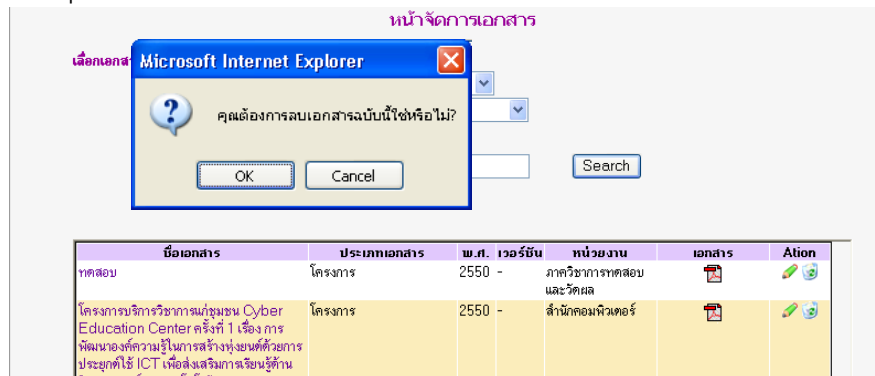 หน้าจัดการเอกสาร
เลือกเอกส
Microsoft Internet Explorer
คุณต้องการลบเอกสารฉบับนี้ใช่หรือไม่?
OK Cancel
Search
ชื่อเอกสาร ประเภทเอกสาร พ.ศ. เวอร์ชัน หน่วยงาน เอกสาร Ation
ทดสอบ โครงการ 2550 - ภาควิชาการทดสอบ
และวัดผล
โครงการบริการวิชาการแก่ชุมชน Cyber โครงการ 2550 - สำนักคอมพิวเตอร์
Education Center ครั้งที่ 1 เรื่อง การ
พัฒนาองค์ความรู้ในการสร้างหุ่นยนต์ด้วยการ
ประยุกต์ใช้ ICT เพื่อส่งเสริมการเรียนรู้ด้าน